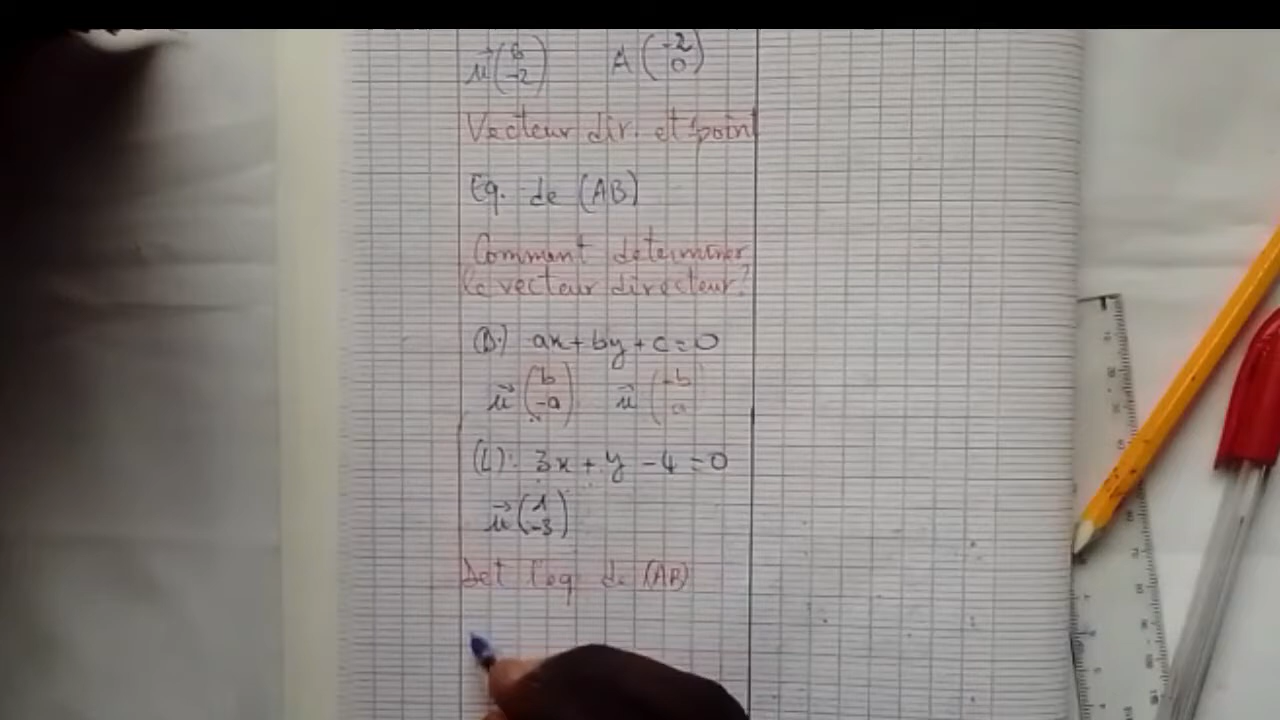 u⃗ (6 -2) A (-2 0)
Vecteur dir. et point
Eq. de (AB)
Comment déterminer
le vecteur directeur?
(D): ax+by+c=0
u⃗ (b -a) u⃗ (-b a)
(L): 3x+y-4=0
u⃗ (1 -3)
Det l'eq de (AB)